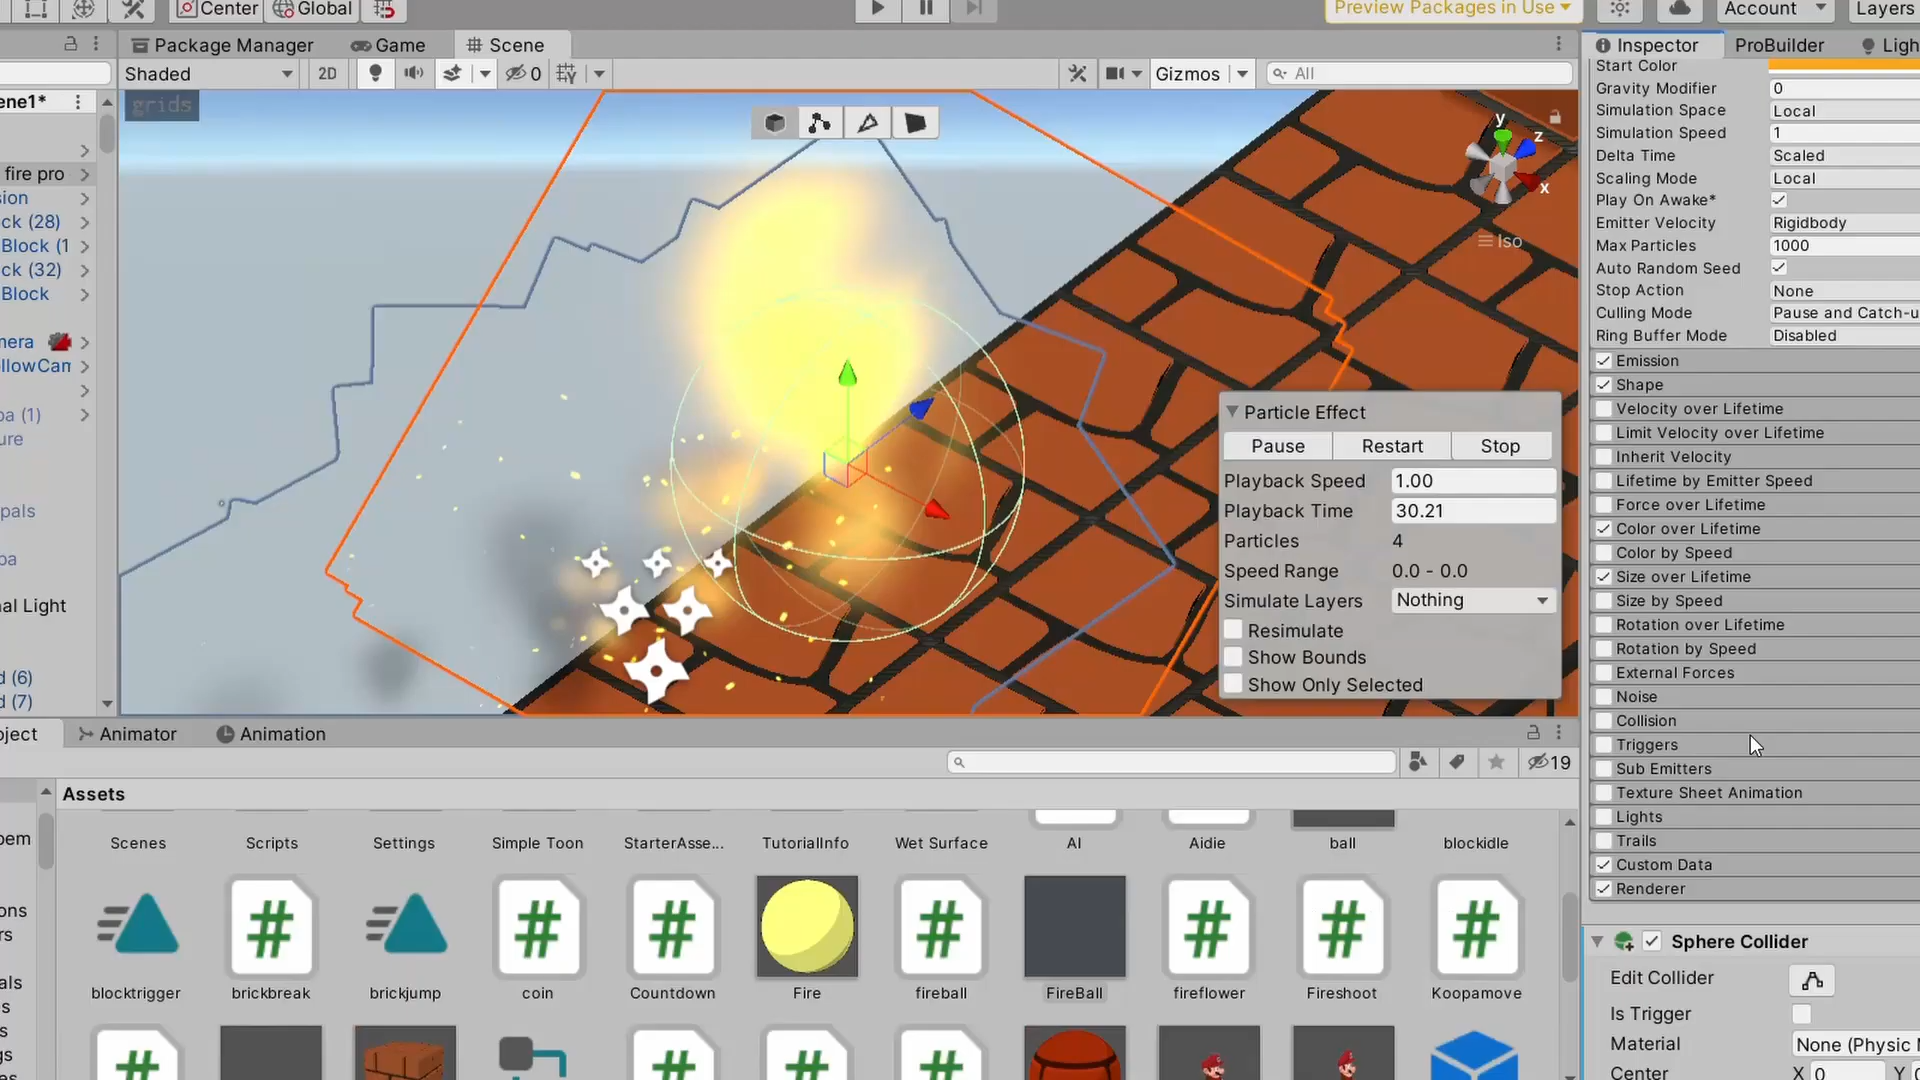 Center Global
Preview Packages in Use
Account Layers
Package Manager Game Scene
Inspector ProBuilder Ligh
Shaded 2D 0 Gizmos All
ene1*
grids
fire pro
sion
ck (28)
Block (1
ck (32)
Block
mera
ollowCam
pa (1)
ure
pals
pa
nal Light
d (6)
d (7)
y
z
x
Iso
Particle Effect
Pause Restart Stop
Playback Speed 1.00
Playback Time 30.21
Particles 4
Speed Range 0.0 - 0.0
Simulate Layers Nothing
Resimulate
Show Bounds
Show Only Selected
Start Color
Gravity Modifier 0
Simulation Space Local
Simulation Speed 1
Delta Time Scaled
Scaling Mode Local
Play On Awake*
Emitter Velocity Rigidbody
Max Particles 1000
Auto Random Seed
Stop Action None
Culling Mode Pause and Catch-u
Ring Buffer Mode Disabled
Emission
Shape
Velocity over Lifetime
Limit Velocity over Lifetime
Inherit Velocity
Lifetime by Emitter Speed
Force over Lifetime
Color over Lifetime
Color by Speed
Size over Lifetime
Size by Speed
Rotation over Lifetime
Rotation by Speed
External Forces
Noise
Collision
Triggers
Sub Emitters
Texture Sheet Animation
Lights
Trails
Custom Data
Renderer
Sphere Collider
Edit Collider
Is Trigger
Material None (Physic M
Center X 0 Y
oject Animator Animation
19
Assets
Scenes Scripts Settings Simple Toon StarterAsse... TutorialInfo Wet Surface AI Aidie ball blockidle
blocktrigger brickbreak brickjump coin Countdown Fire fireball FireBall fireflower Fireshoot Koopamove